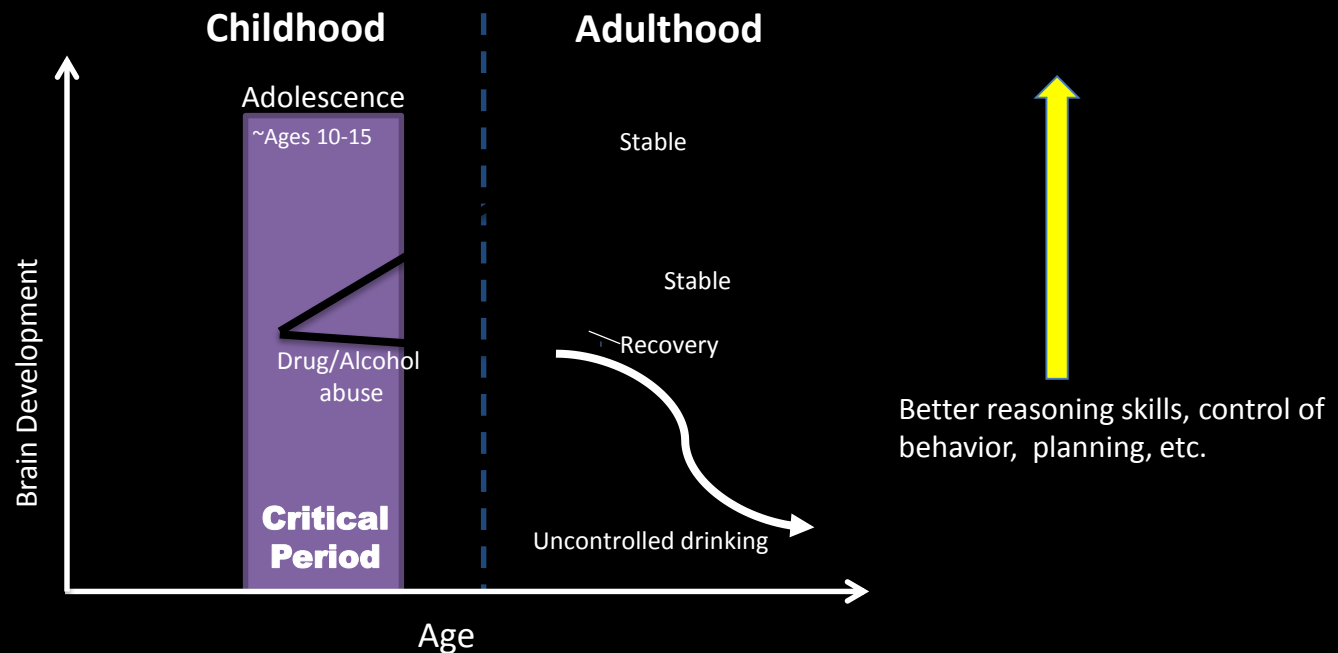 Childhood
Adulthood
Adolescence
~Ages 10-15
Stable
Stable
Recovery
Drug/Alcohol
abuse
Better reasoning skills, control of
behavior, planning, etc.
Brain Development
Critical
Period
Uncontrolled drinking
Age